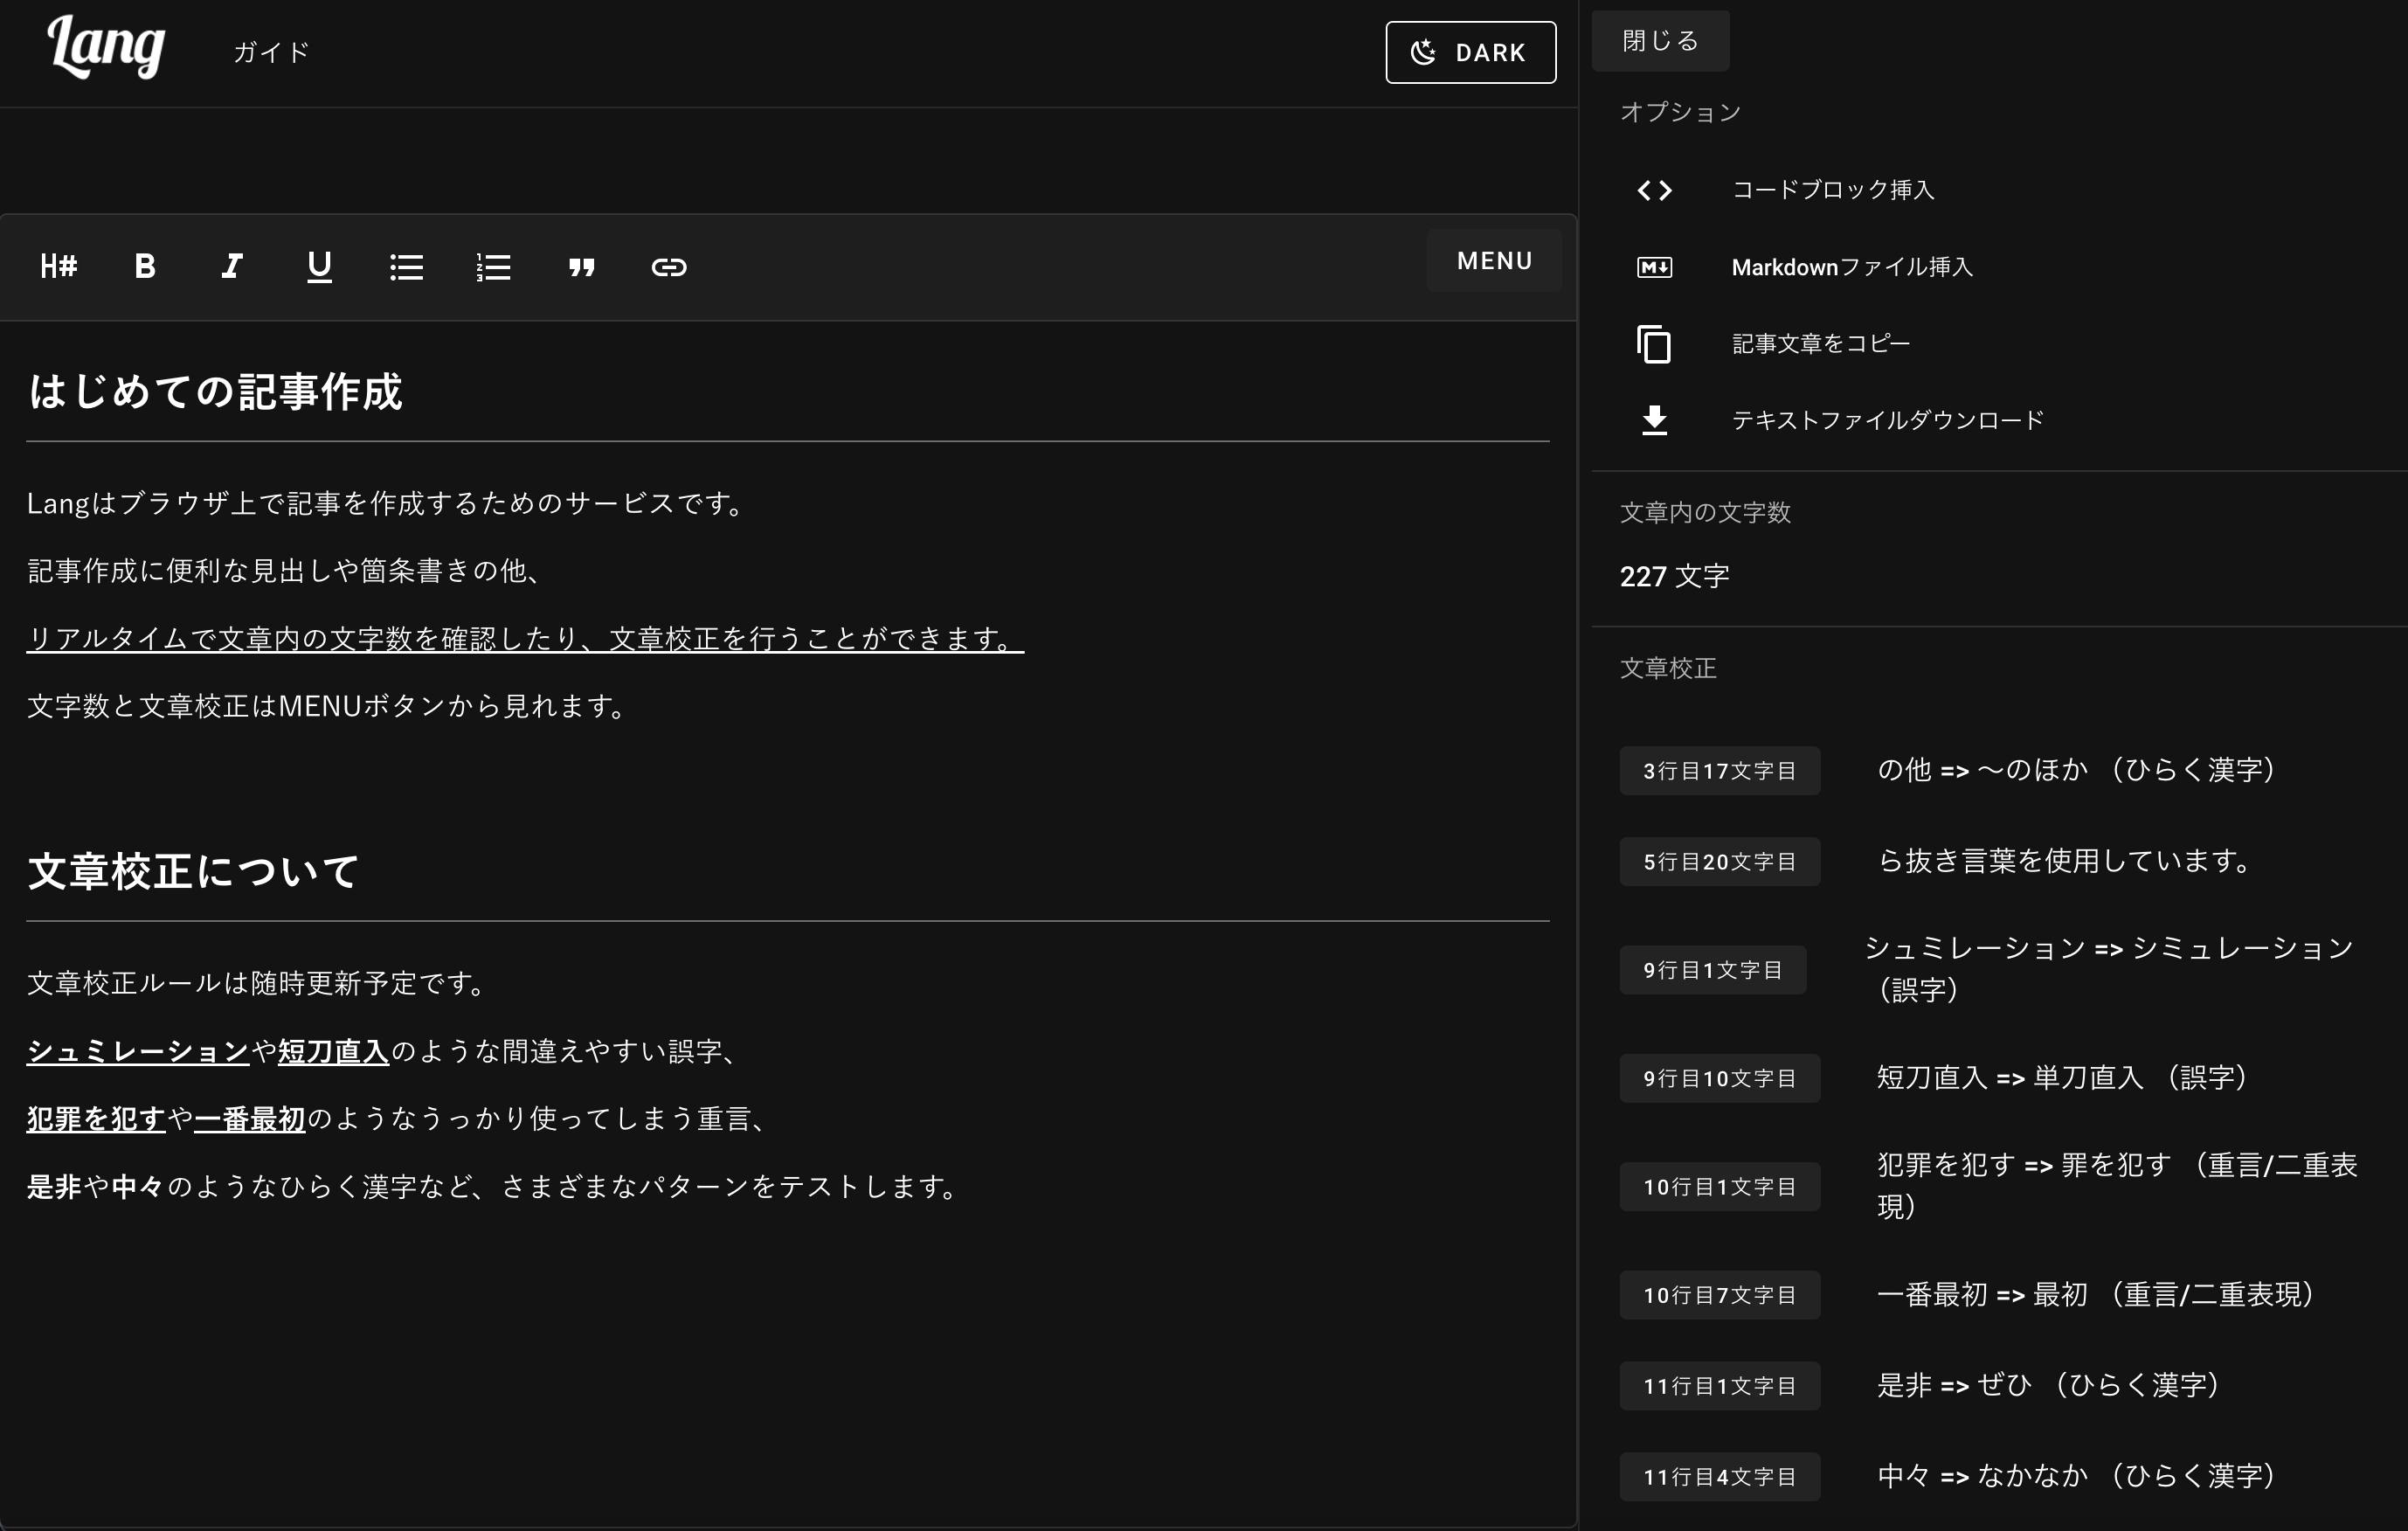 Lang
ガイド
DARK
H#
B
I
U
MENU
はじめての記事作成
Langはブラウザ上で記事を作成するためのサービスです。
記事作成に便利な見出しや箇条書きの他、
リアルタイムで文章内の文字数を確認したり、文章校正を行うことができます。
文字数と文章校正はMENUボタンから見れます。
文章校正について
文章校正ルールは随時更新予定です。
シュミレーションや短刀直入のような間違えやすい誤字、
犯罪を犯すや一番最初のようなうっかり使ってしまう重言、
是非や中々のようなひらく漢字など、さまざまなパターンをテストします。
閉じる
オプション
コードブロック挿入
Markdownファイル挿入
記事文章をコピー
テキストファイルダウンロード
文章内の文字数
227 文字
文章校正
3行目17文字目 の他 => 〜のほか （ひらく漢字）
5行目20文字目 ら抜き言葉を使用しています。
9行目1文字目 シュミレーション => シミュレーション
（誤字）
9行目10文字目 短刀直入 => 単刀直入 （誤字）
10行目1文字目 犯罪を犯す => 罪を犯す （重言/二重表
現）
10行目7文字目 一番最初 => 最初 （重言/二重表現）
11行目1文字目 是非 => ぜひ （ひらく漢字）
11行目4文字目 中々 => なかなか （ひらく漢字）